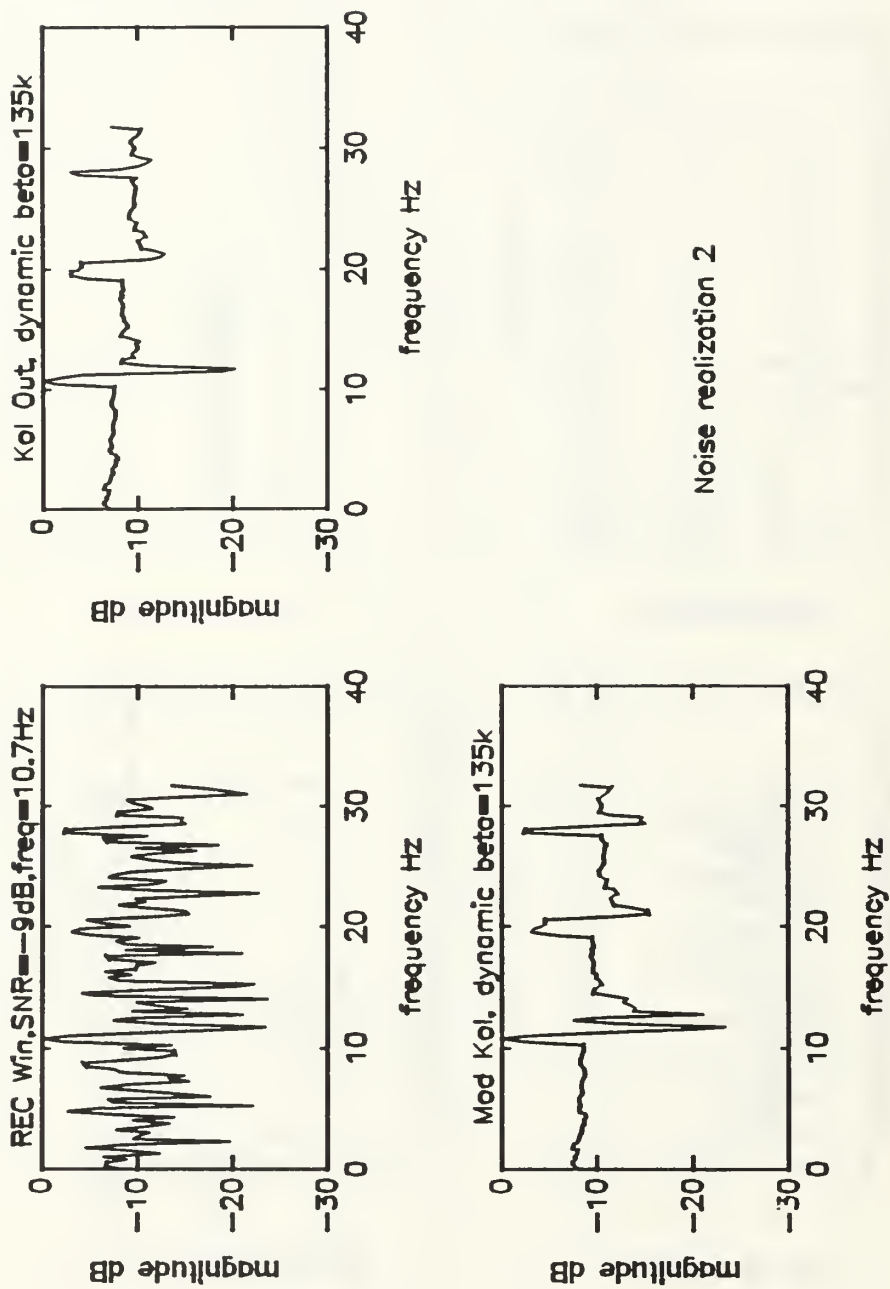 REC Win,SNR=-9dB,freq=10.7Hz
0
-10
-20
-30
magnitude dB
0 10 20 30 40
frequency Hz
Kal Out, dynamic beta=135k
0
-10
-20
-30
magnitude dB
0 10 20 30 40
frequency Hz
Mod Kal, dynamic beta=135k
0
-10
-20
-30
magnitude dB
0 10 20 30 40
frequency Hz
Noise realization 2